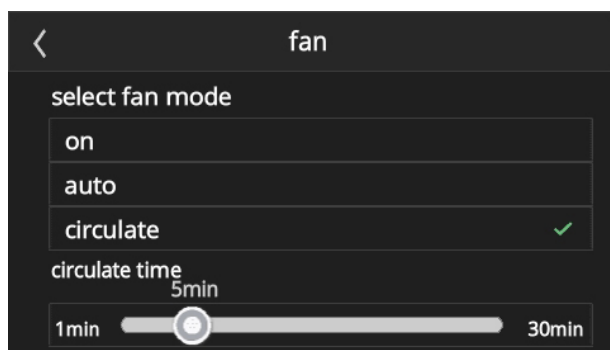 fan
select fan mode
on
auto
circulate
circulate time
5min
1min 30min